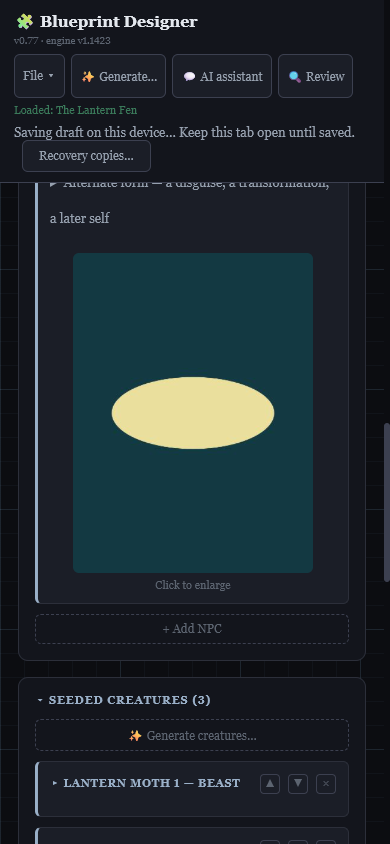 Blueprint Designer
v0.77 · engine v1.1423
File ▾ Generate... AI assistant Review
Loaded: The Lantern Fen
Saving draft on this device... Keep this tab open until saved.
Recovery copies...
▸ Alternate form — a disguise, a transformation,
a later self
Click to enlarge
+ Add NPC
▾ SEEDED CREATURES (3)
Generate creatures...
▸ LANTERN MOTH 1 — BEAST ▲ ▼ ×